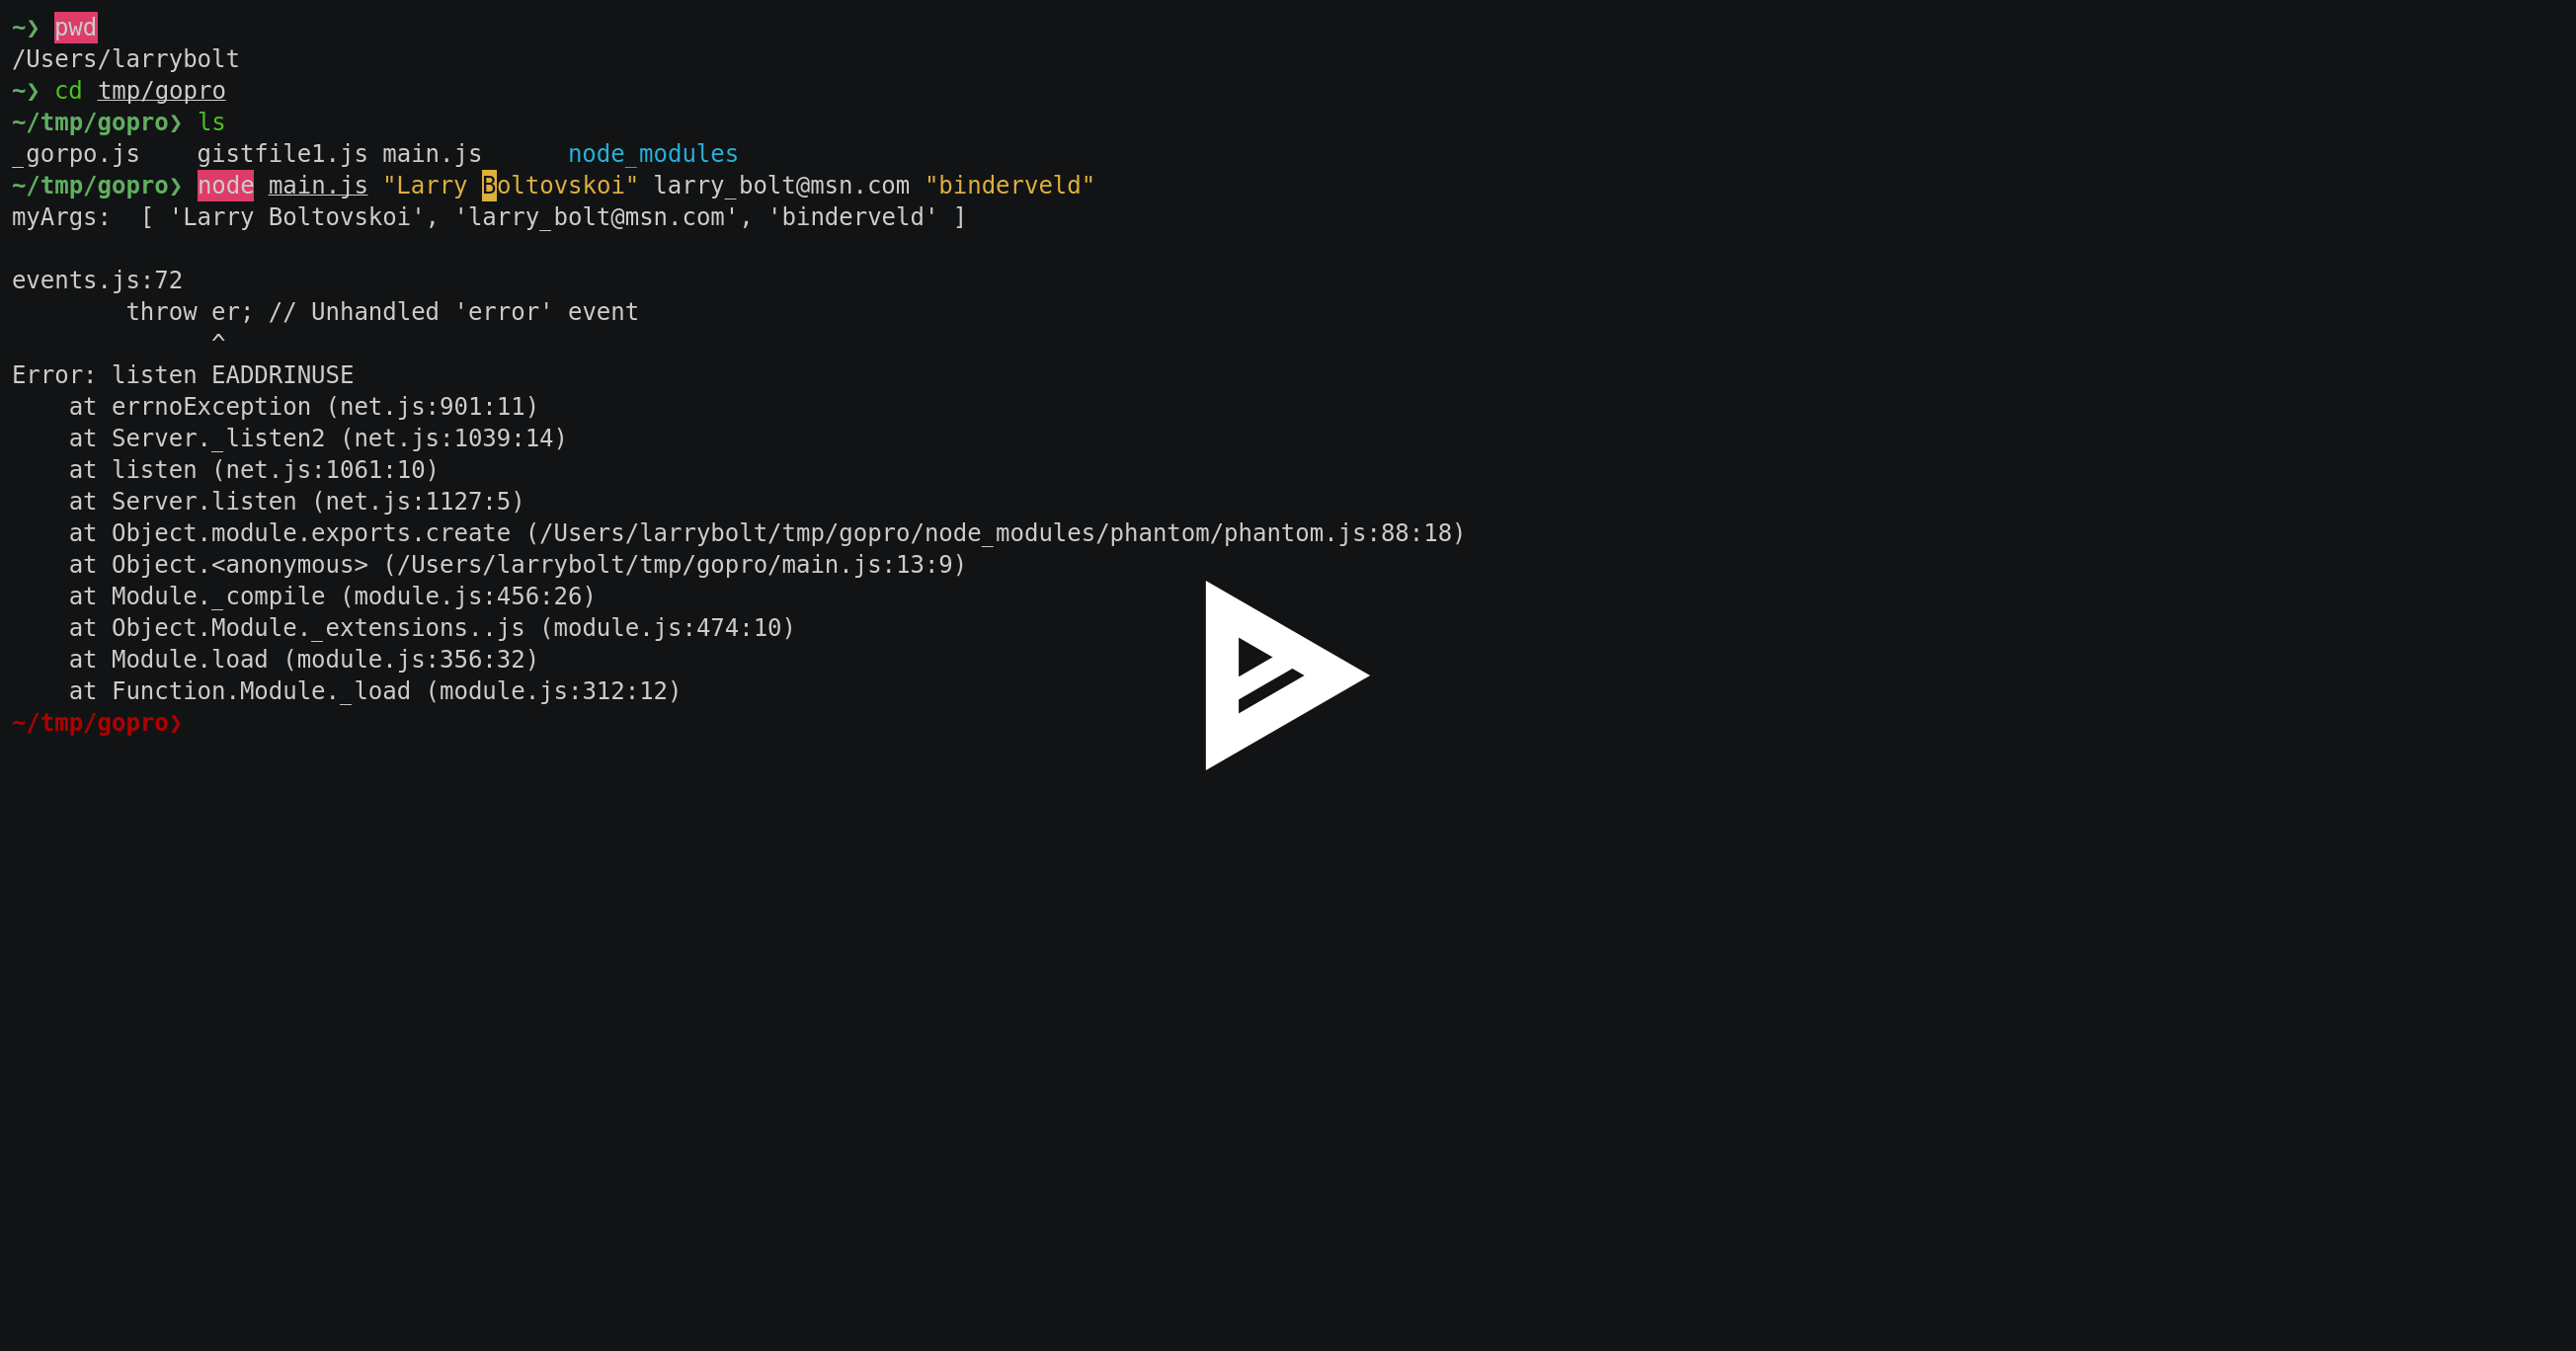 ~❯ pwd
/Users/larrybolt
~❯ cd tmp/gopro
~/tmp/gopro❯ ls
_gorpo.js    gistfile1.js main.js      node_modules
~/tmp/gopro❯ node main.js "Larry Boltovskoi" larry_bolt@msn.com "binderveld"
myArgs:  [ 'Larry Boltovskoi', 'larry_bolt@msn.com', 'binderveld' ]

events.js:72
        throw er; // Unhandled 'error' event
              ^
Error: listen EADDRINUSE
    at errnoException (net.js:901:11)
    at Server._listen2 (net.js:1039:14)
    at listen (net.js:1061:10)
    at Server.listen (net.js:1127:5)
    at Object.module.exports.create (/Users/larrybolt/tmp/gopro/node_modules/phantom/phantom.js:88:18)
    at Object.<anonymous> (/Users/larrybolt/tmp/gopro/main.js:13:9)
    at Module._compile (module.js:456:26)
    at Object.Module._extensions..js (module.js:474:10)
    at Module.load (module.js:356:32)
    at Function.Module._load (module.js:312:12)
~/tmp/gopro❯